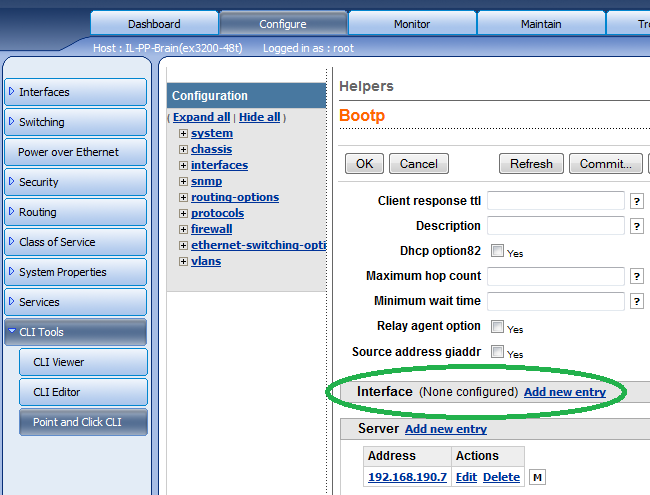 Dashboard Configure Monitor Maintain Tr
Host : IL-PP-Brain(ex3200-48t) Logged in as : root
Interfaces
Switching
Power over Ethernet
Security
Routing
Class of Service
System Properties
Services
CLI Tools
CLI Viewer
CLI Editor
Point and Click CLI
Configuration
( Expand all | Hide all )
system
chassis
interfaces
snmp
routing-options
protocols
firewall
ethernet-switching-opti
vlans
Helpers
Bootp
OK Cancel Refresh Commit...
Client response ttl ?
Description ?
Dhcp option82 Yes
Maximum hop count ?
Minimum wait time ?
Relay agent option Yes
Source address giaddr Yes
Interface (None configured) Add new entry
Server Add new entry
Address Actions
192.168.190.7 Edit Delete M